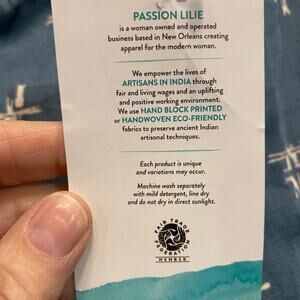 PASSION LILIE
is a woman owned and operated
business based in New Orleans creating
apparel for the modern woman.
We empower the lives of
ARTISANS IN INDIA through
fair and living wages and an uplifting
and positive working environment.
We use HAND BLOCK PRINTED
or HANDWOVEN ECO-FRIENDLY
fabrics to preserve ancient Indian
artisonal techniques.
Each product is unique
and variations may occur.
Machine wash separately
with mild detergent, line dry
and do not dry in direct sunlight.
FAIR TRADE
FEDERATION
MEMBER